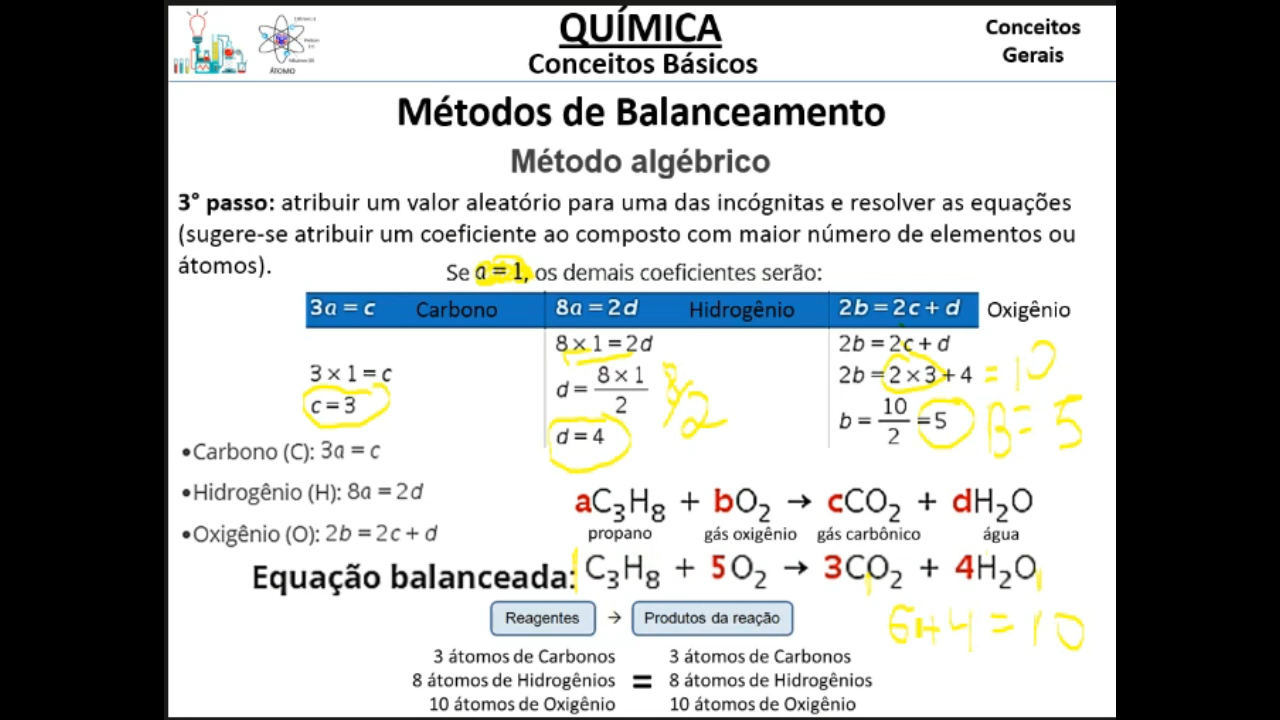 QUÍMICA
Conceitos Básicos
Conceitos
Gerais
ÁTOMO
Métodos de Balanceamento
Método algébrico
3° passo: atribuir um valor aleatório para uma das incógnitas e resolver as equações
(sugere-se atribuir um coeficiente ao composto com maior número de elementos ou
átomos).
Se a = 1, os demais coeficientes serão:
3a = c Carbono 8a = 2d Hidrogênio 2b = 2c + d Oxigênio
8 × 1 = 2d
2b = 2c + d
3 × 1 = c
d = 8 × 1 / 2
8/2
2b = 2 × 3 + 4 = 10
c = 3
d = 4
b = 10 / 2 = 5
B = 5
•Carbono (C): 3a = c
•Hidrogênio (H): 8a = 2d
•Oxigênio (O): 2b = 2c + d
aC₃H₈ + bO₂ → cCO₂ + dH₂O
propano gás oxigênio gás carbônico água
Equação balanceada: 1 C₃H₈ + 5O₂ → 3CO₂ + 4H₂O
6+4=10
Reagentes → Produtos da reação
3 átomos de Carbonos 3 átomos de Carbonos
8 átomos de Hidrogênios = 8 átomos de Hidrogênios
10 átomos de Oxigênio 10 átomos de Oxigênio